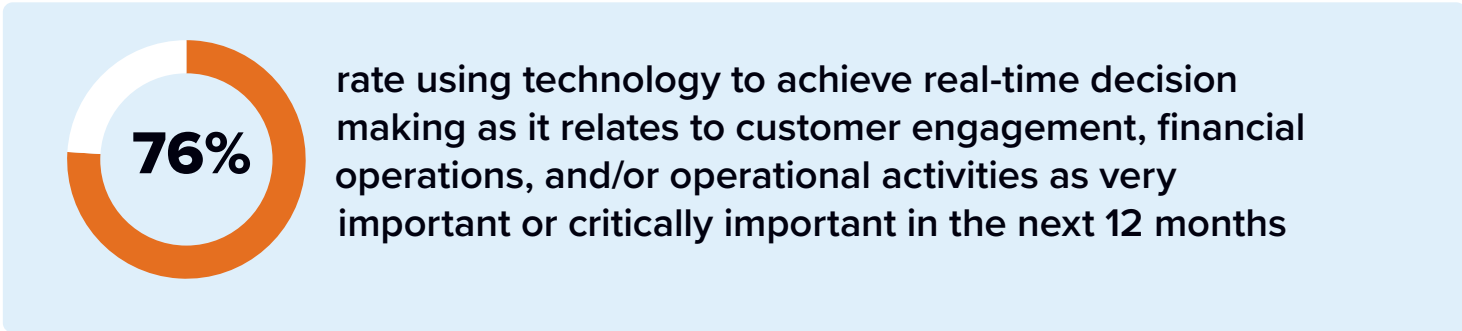 76%
rate using technology to achieve real-time decision
making as it relates to customer engagement, financial
operations, and/or operational activities as very
important or critically important in the next 12 months